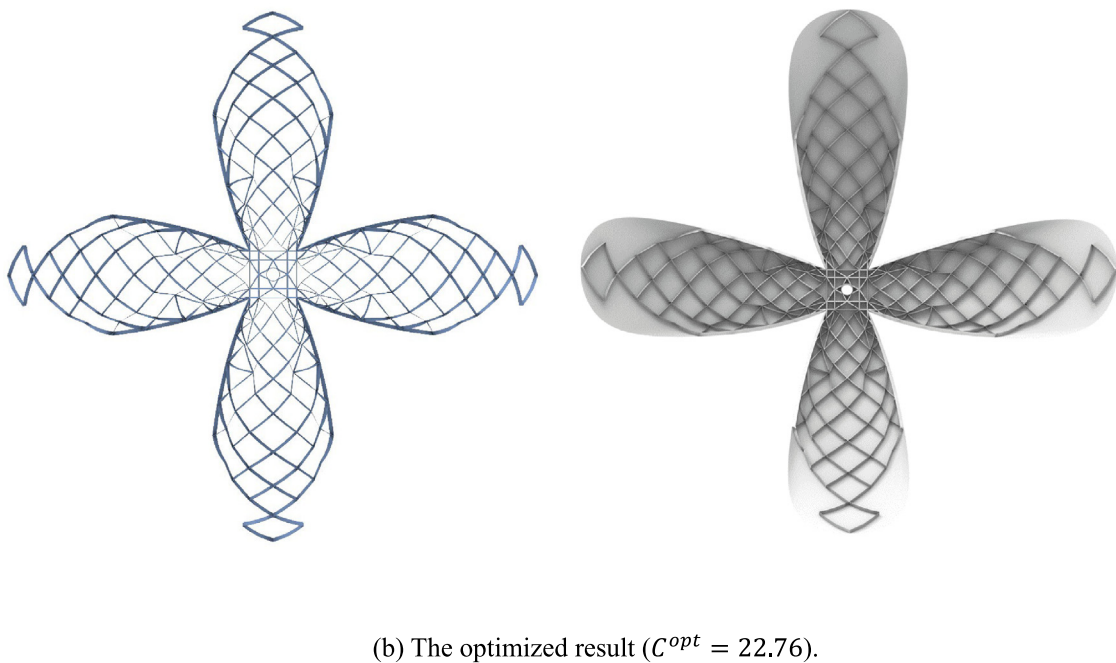 (b) The optimized result (C^{opt} = 22.76).